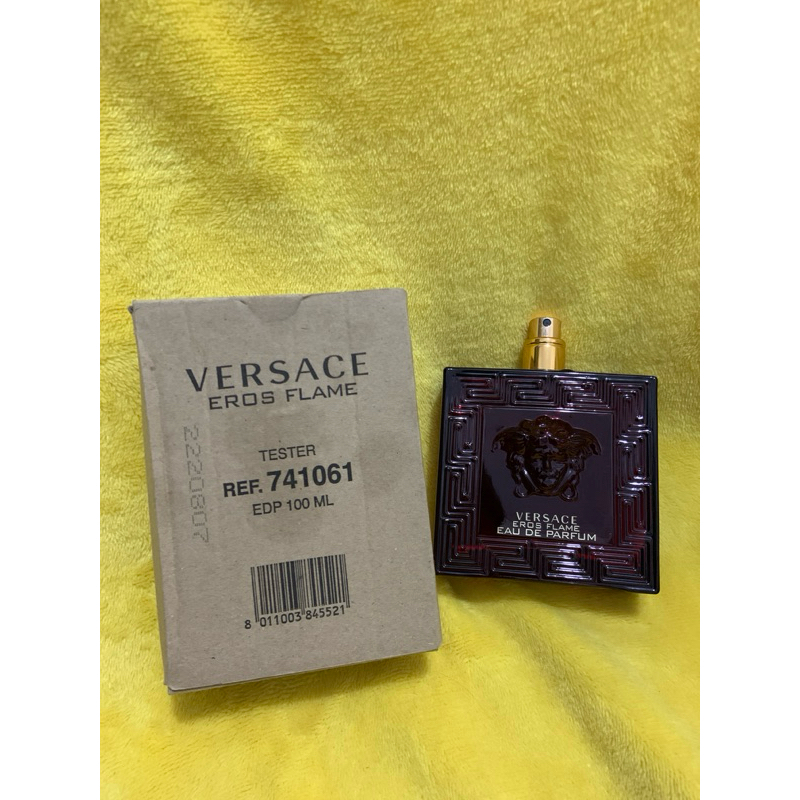 VERSACE
EROS FLAME
TESTER
REF. 741061
EDP 100 ML
2220807
8 011003 845521
VERSACE
EROS FLAME
EAU DE PARFUM